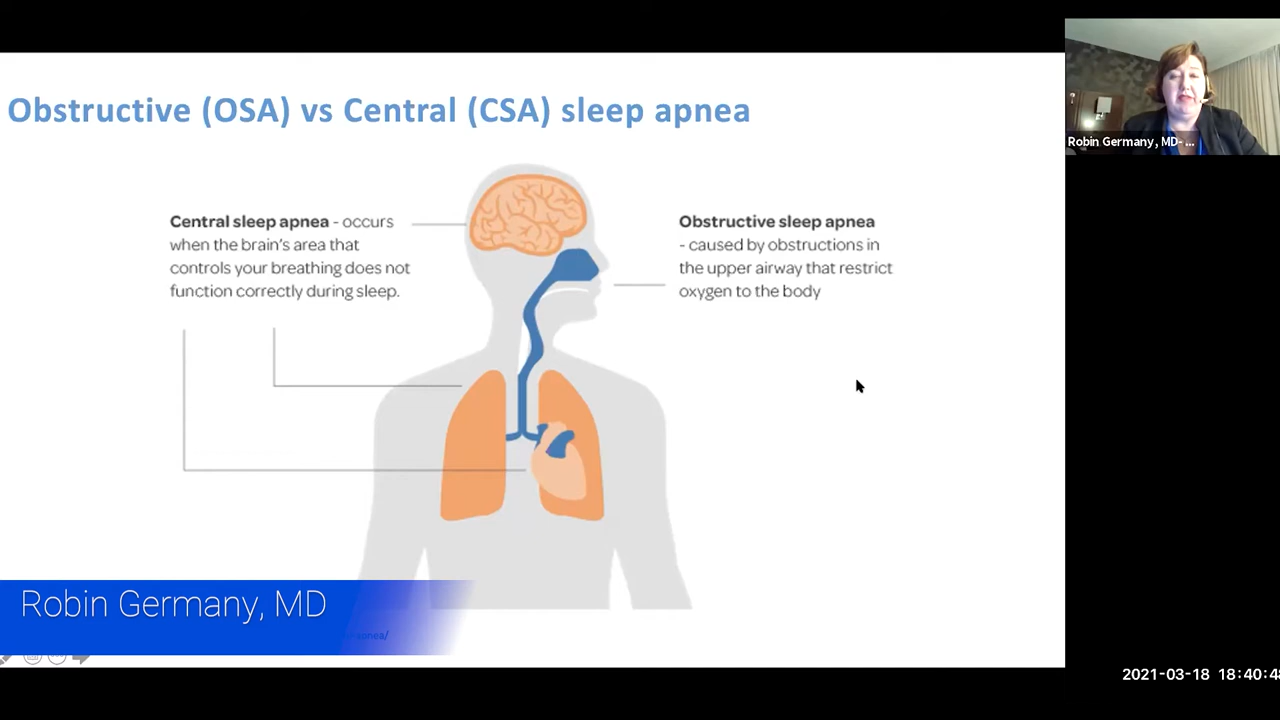 Obstructive (OSA) vs Central (CSA) sleep apnea
Central sleep apnea - occurs
when the brain's area that
controls your breathing does not
function correctly during sleep.
Obstructive sleep apnea
- caused by obstructions in
the upper airway that restrict
oxygen to the body
Robin Germany, MD- ...
Robin Germany, MD
apnea/
2021-03-18 18:40:48